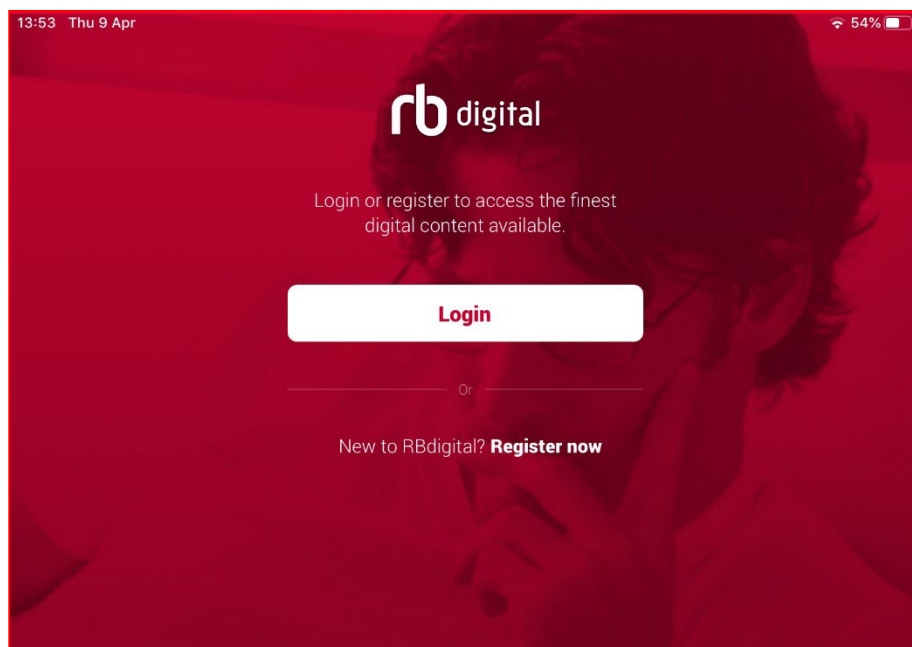 13:53 Thu 9 Apr 54%
rb digital
Login or register to access the finest
digital content available.
Login
Or
New to RBdigital? Register now